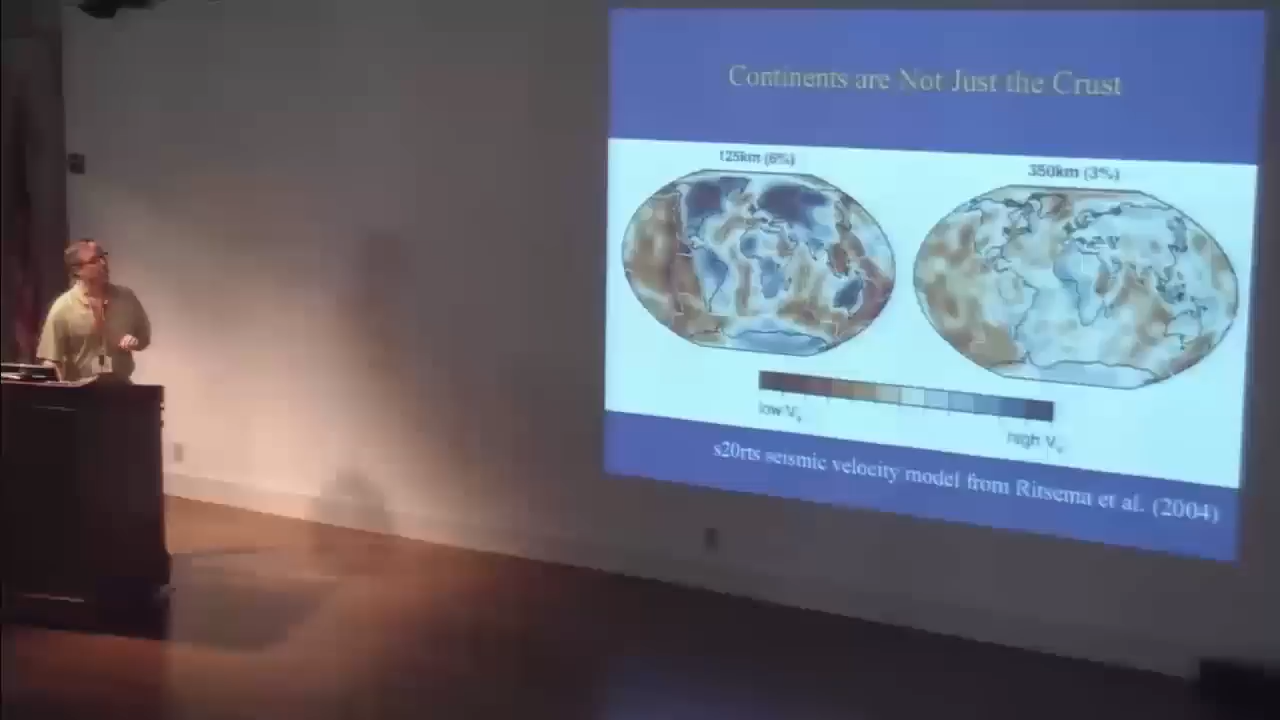 Continents are Not Just the Crust
125km (6%)
350km (3%)
low Vs
high Vs
s20rts seismic velocity model from Ritsema et al. (2004)